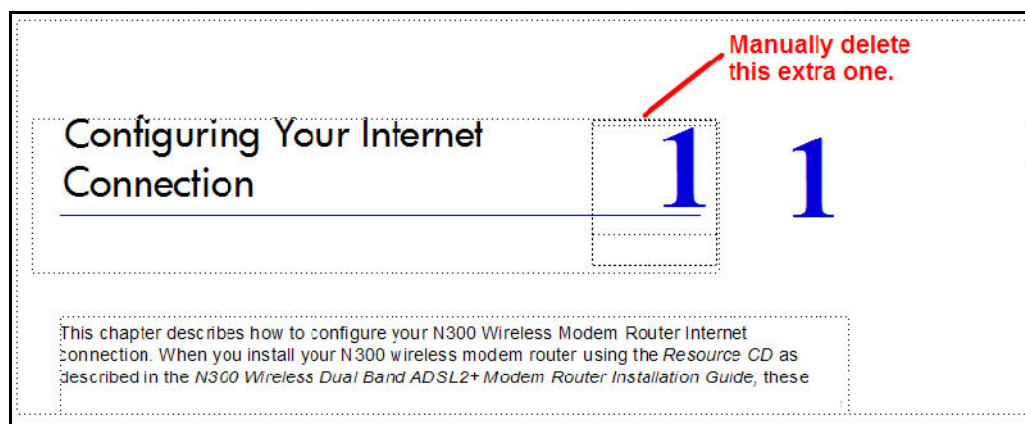 Manually delete
this extra one.
Configuring Your Internet
Connection
1 1
This chapter describes how to configure your N300 Wireless Modem Router Internet
connection. When you install your N300 wireless modem router using the Resource CD as
described in the N300 Wireless Dual Band ADSL2+ Modem Router Installation Guide, these